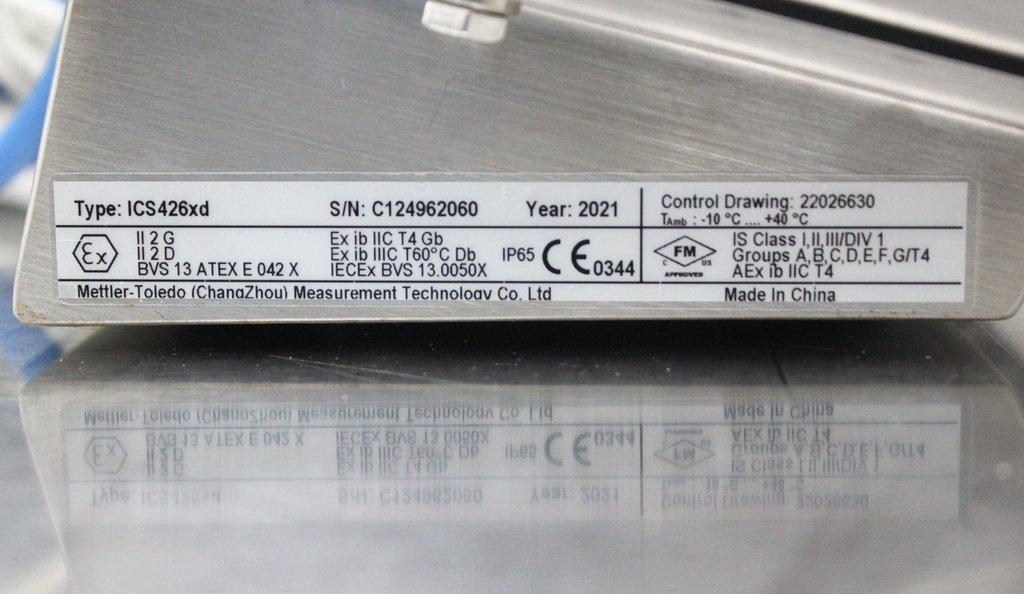 Type: ICS426xd S/N: C124962060 Year: 2021
Control Drawing: 22026630
TAmb : -10 °C .... +40 °C
Ex
II 2 G
II 2 D
BVS 13 ATEX E 042 X
Ex ib IIC T4 Gb
Ex ib IIIC T60°C Db
IECEx BVS 13.0050X
IP65 CE 0344
C FM US
APPROVED
IS Class I,II,III/DIV 1
Groups A,B,C,D,E,F,G/T4
AEx ib IIC T4
Mettler-Toledo (ChangZhou) Measurement Technology Co. Ltd
Made In China